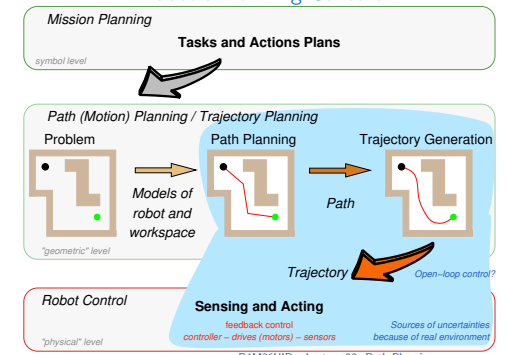 Mission Planning
Tasks and Actions Plans
symbol level
Path (Motion) Planning / Trajectory Planning
Problem
Path Planning
Trajectory Generation
Models of
robot and
workspace
Path
"geometric" level
Trajectory
Open−loop control?
Robot Control
Sensing and Acting
feedback control
controller − drives (motors) − sensors
Sources of uncertainties
because of real environment
"physical" level